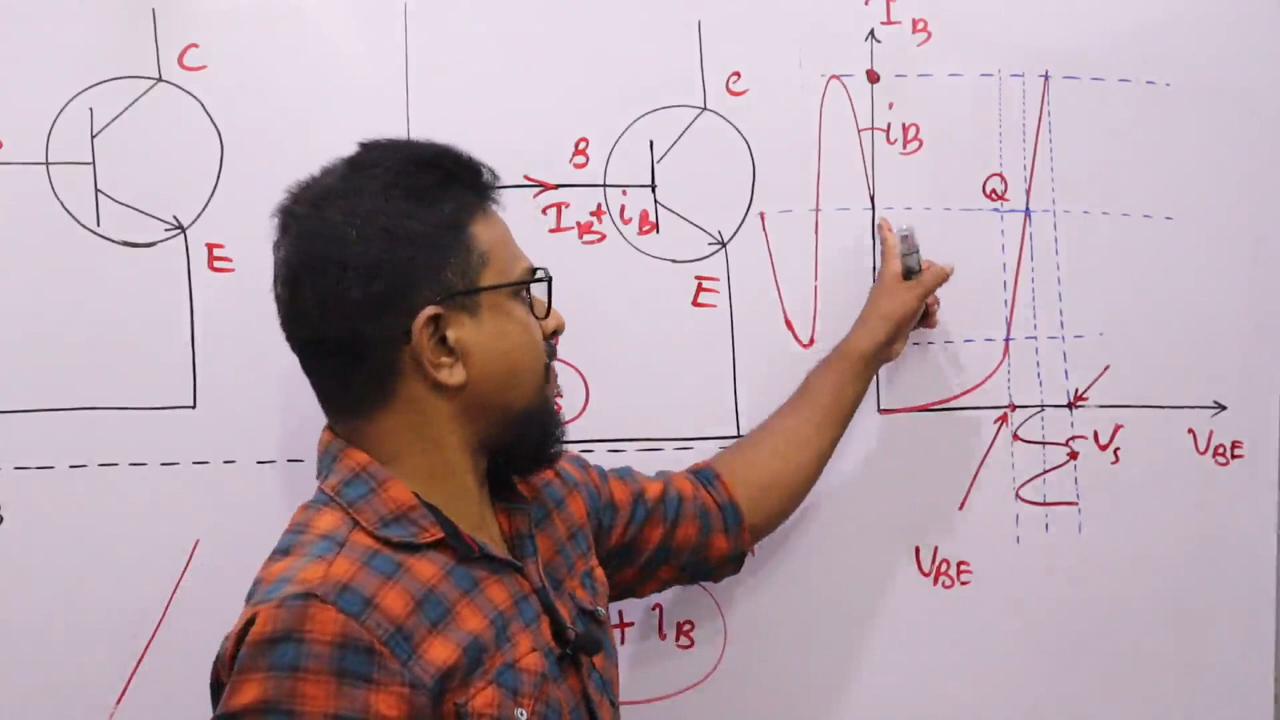 C
E
B
I_B + i_B
C
E
I_B
i_B
Q
V_s
V_BE
V_BE
+ i_B